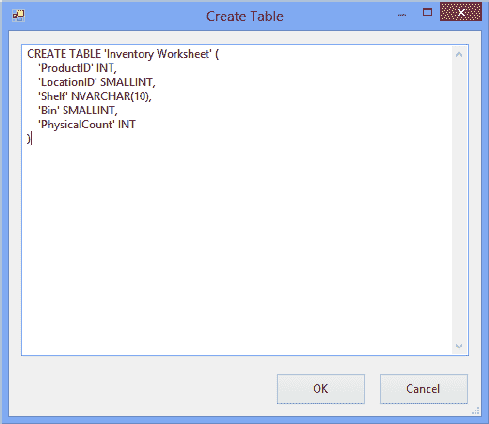 Create Table
CREATE TABLE 'Inventory Worksheet' (
'ProductID' INT,
'LocationID' SMALLINT,
'Shelf' NVARCHAR(10),
'Bin' SMALLINT,
'PhysicalCount' INT
)
OK
Cancel